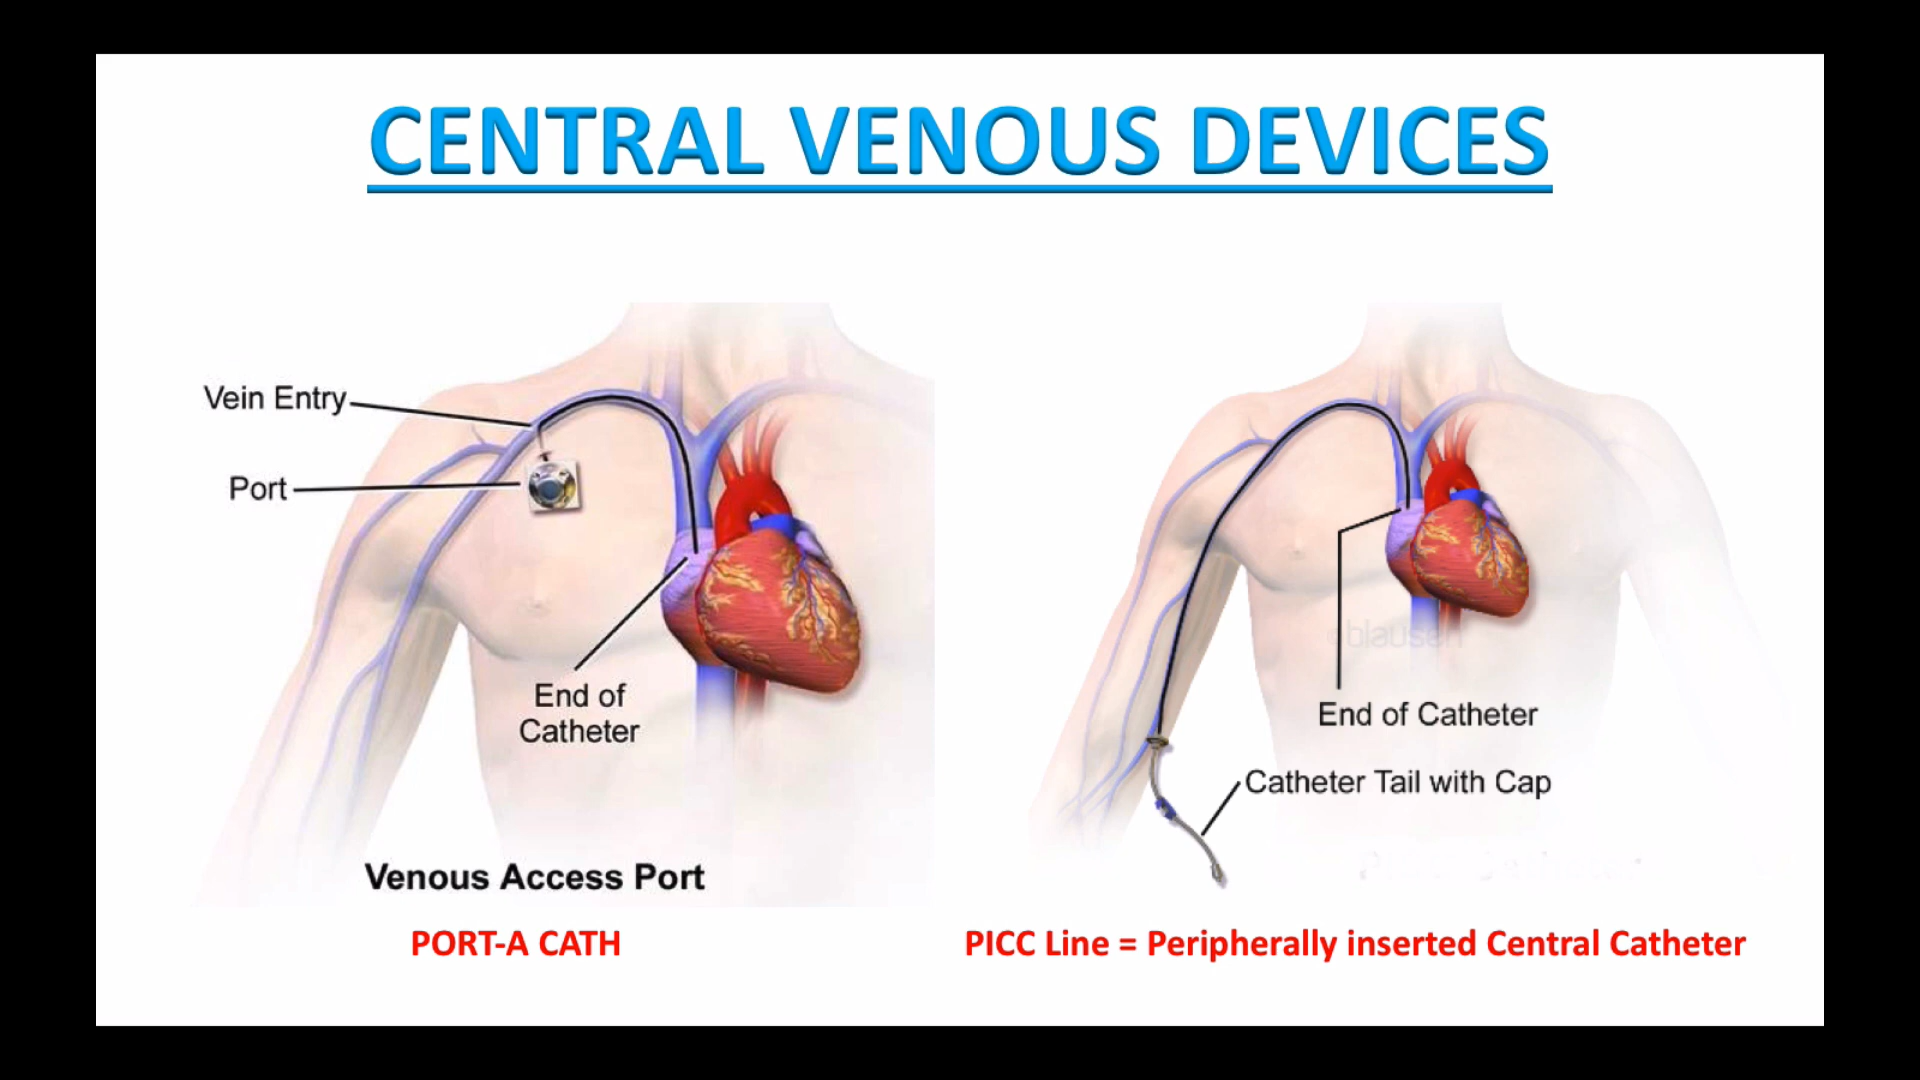 CENTRAL VENOUS DEVICES
Vein Entry
Port
End of
Catheter
Venous Access Port
PORT-A CATH
blausen
End of Catheter
Catheter Tail with Cap
PICC Line = Peripherally inserted Central Catheter